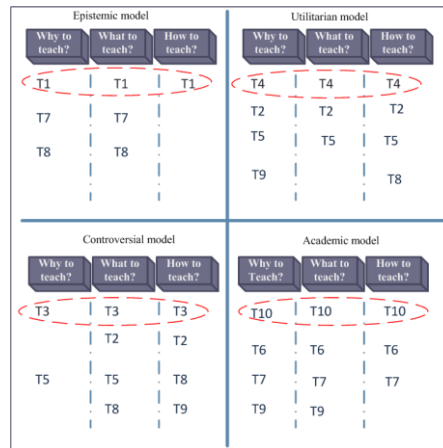 Epistemic model
Why to teach? What to teach? How to teach?
T1 T1 T1
T7 T7
T8 T8
Utilitarian model
Why to teach? What to teach? How to teach?
T4 T4 T4
T2 T2 T2
T5 T5 T5
T9 T8
Controversial model
Why to teach? What to teach? How to teach?
T3 T3 T3
T2 T2
T5 T5 T8
T8 T9
Academic model
Why to Teach? What to teach? How to teach?
T10 T10 T10
T6 T6 T6
T7 T7 T7
T9 T9